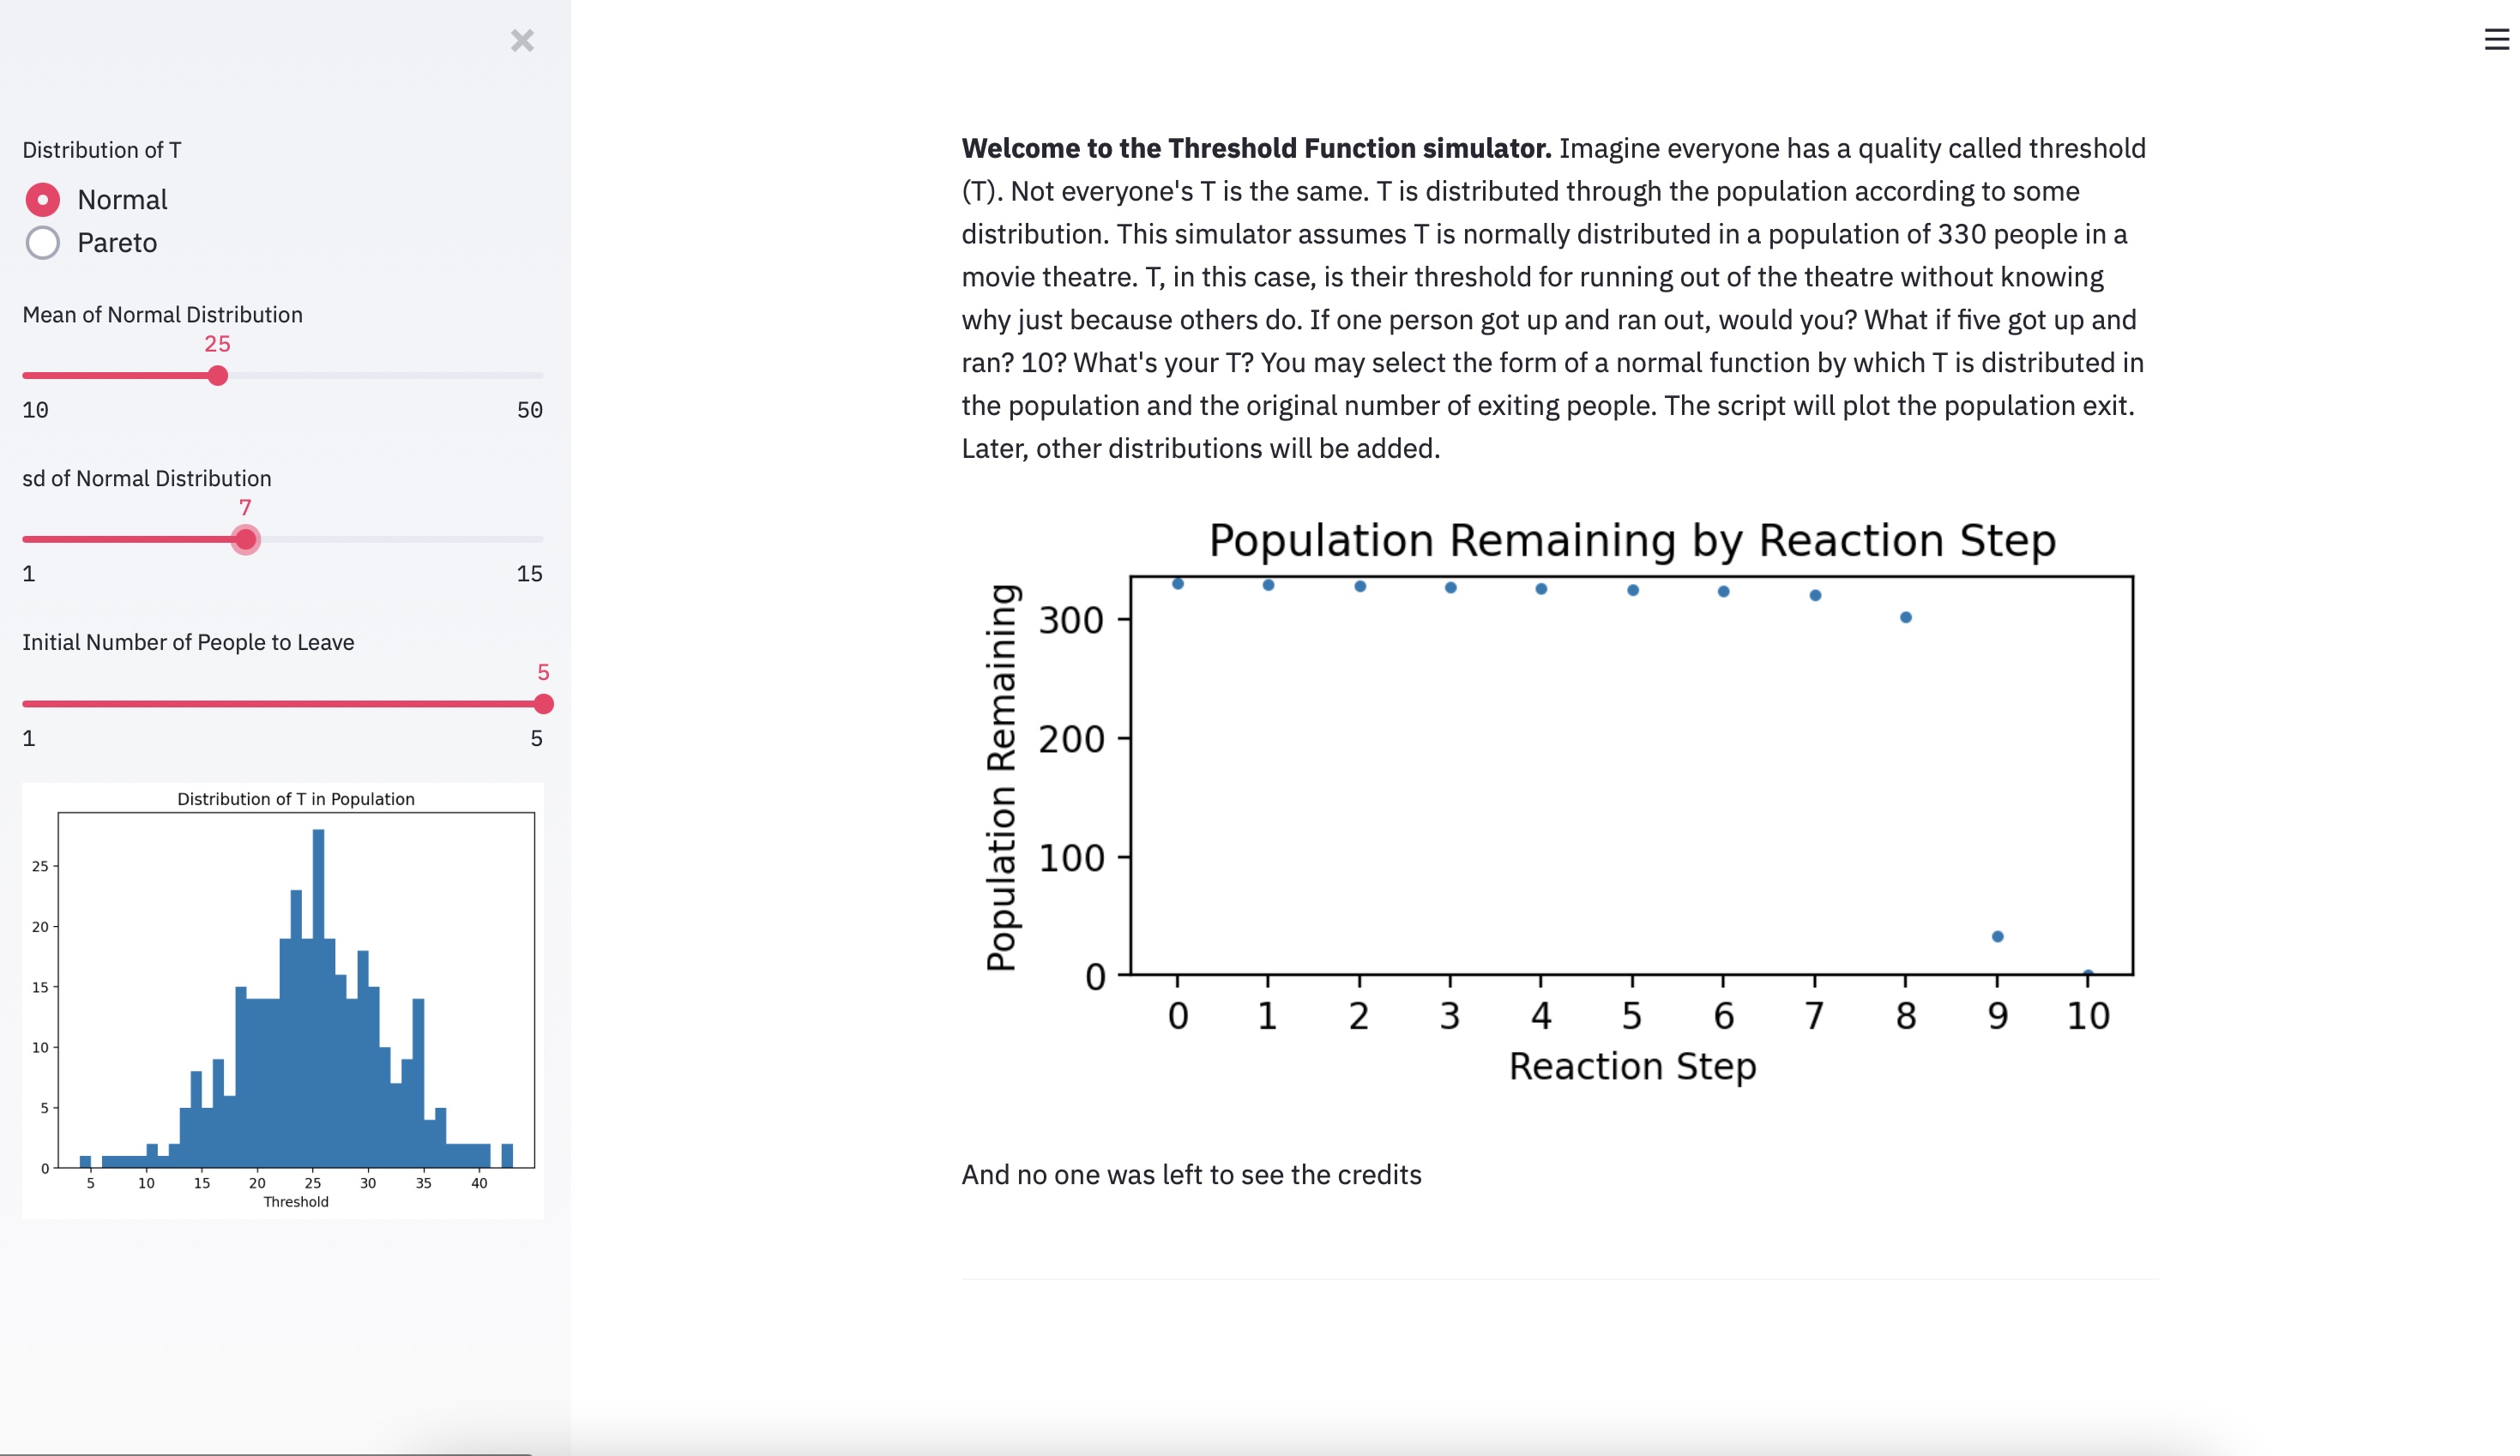 ×
Distribution of T
Normal
Pareto
Mean of Normal Distribution
25
10 50
sd of Normal Distribution
7
1 15
Initial Number of People to Leave
5
1 5
Distribution of T in Population
25
20
15
10
5
0
5 10 15 20 25 30 35 40
Threshold
Welcome to the Threshold Function simulator. Imagine everyone has a quality called threshold
(T). Not everyone's T is the same. T is distributed through the population according to some
distribution. This simulator assumes T is normally distributed in a population of 330 people in a
movie theatre. T, in this case, is their threshold for running out of the theatre without knowing
why just because others do. If one person got up and ran out, would you? What if five got up and
ran? 10? What's your T? You may select the form of a normal function by which T is distributed in
the population and the original number of exiting people. The script will plot the population exit.
Later, other distributions will be added.
Population Remaining by Reaction Step
Population Remaining
300
200
100
0
0 1 2 3 4 5 6 7 8 9 10
Reaction Step
And no one was left to see the credits